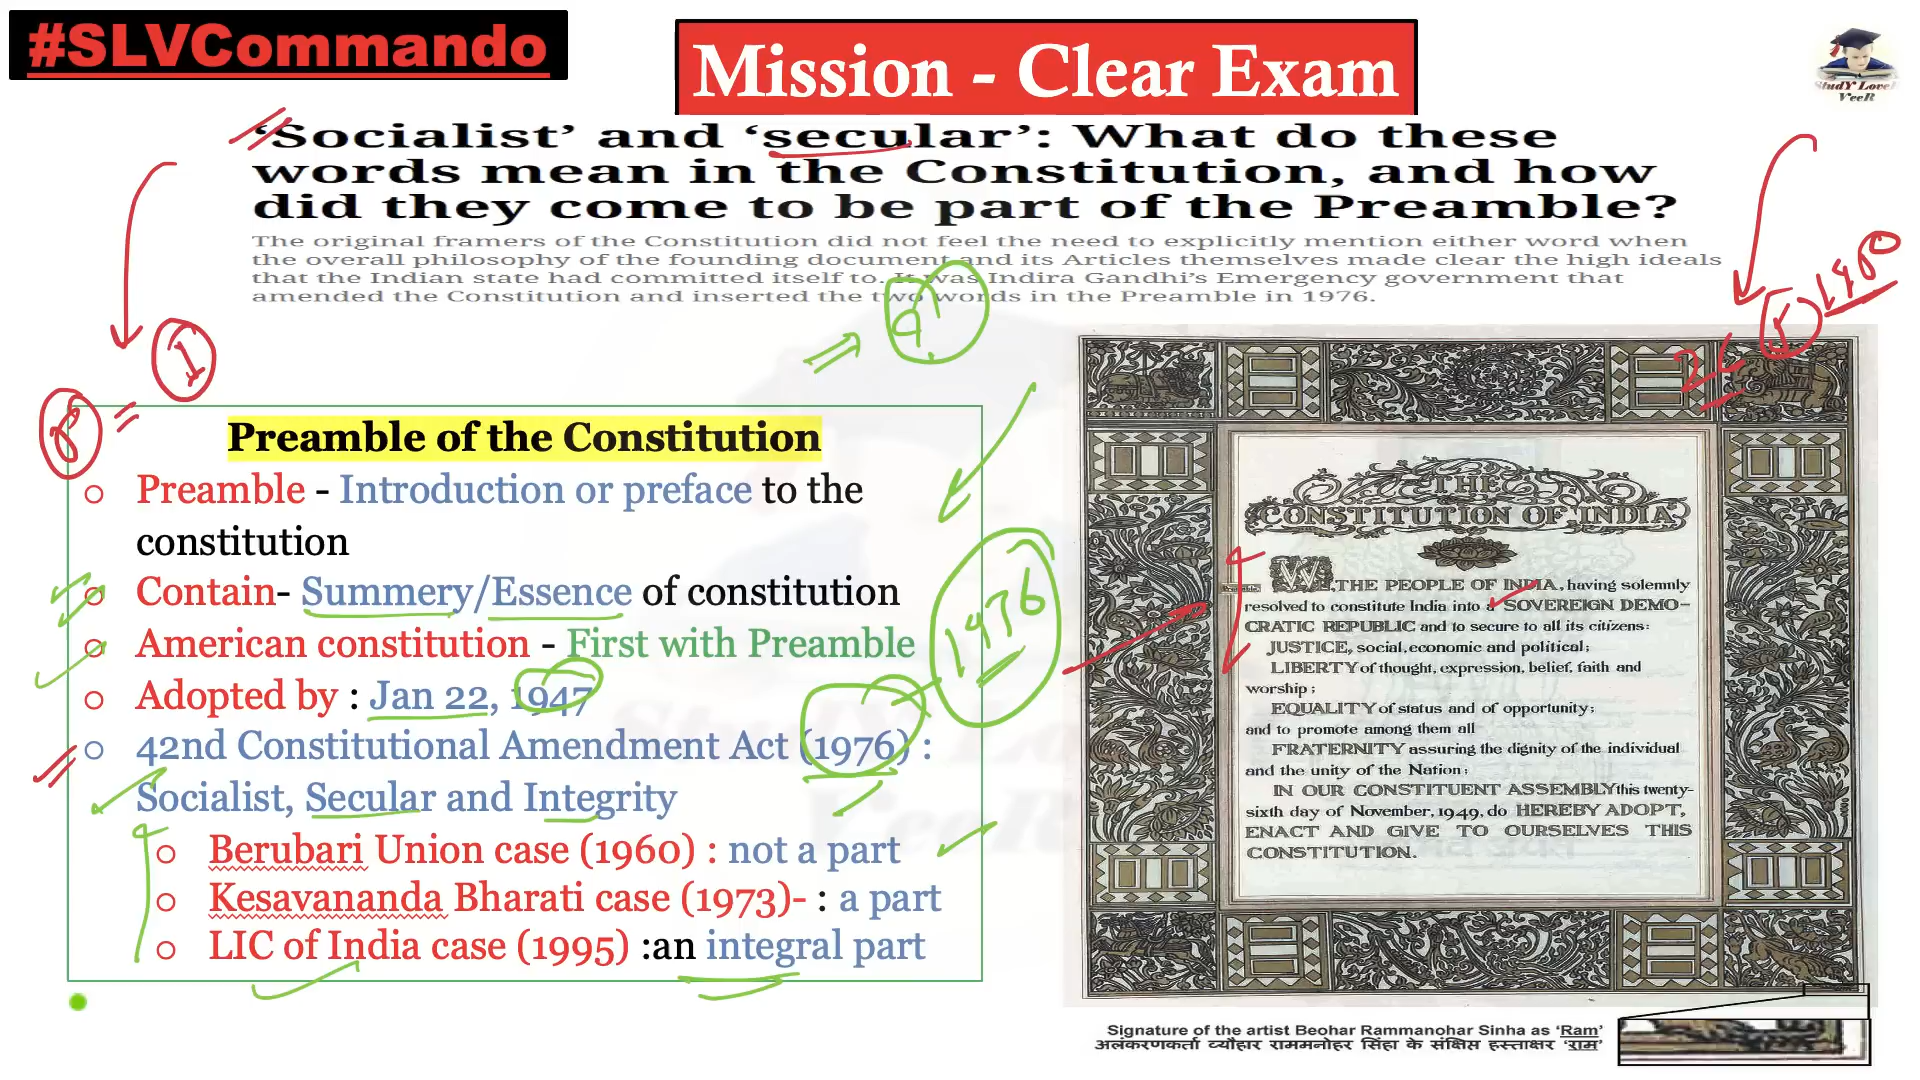 #SLVCommando
Mission - Clear Exam
StudY LoveR
VeeR
‘Socialist’ and ‘secular’: What do these
words mean in the Constitution, and how
did they come to be part of the Preamble?
The original framers of the Constitution did not feel the need to explicitly mention either word when
the overall philosophy of the founding document and its Articles themselves made clear the high ideals
that the Indian state had committed itself to. It was Indira Gandhi’s Emergency government that
amended the Constitution and inserted the two words in the Preamble in 1976.
Preamble of the Constitution
Preamble - Introduction or preface to the
constitution
Contain- Summery/Essence of constitution
American constitution - First with Preamble
Adopted by : Jan 22, 1947
42nd Constitutional Amendment Act (1976) :
Socialist, Secular and Integrity
Berubari Union case (1960) : not a part
Kesavananda Bharati case (1973)- : a part
LIC of India case (1995) :an integral part
1976
THE
CONSTITUTION OF INDIA
WE, THE PEOPLE OF INDIA, having solemnly
resolved to constitute India into a SOVEREIGN DEMO-
CRATIC REPUBLIC and to secure to all its citizens:
JUSTICE, social, economic and political;
LIBERTY of thought, expression, belief, faith and
worship;
EQUALITY of status and of opportunity;
and to promote among them all
FRATERNITY assuring the dignity of the individual
and the unity of the Nation;
IN OUR CONSTITUENT ASSEMBLY this twenty-
sixth day of November, 1949, do HEREBY ADOPT,
ENACT AND GIVE TO OURSELVES THIS
CONSTITUTION.
Signature of the artist Beohar Rammanohar Sinha as ‘Ram’
अलंकरणकर्ता व्यौहार राममनोहर सिंहा के संक्षिप्त हस्ताक्षर ‘राम’